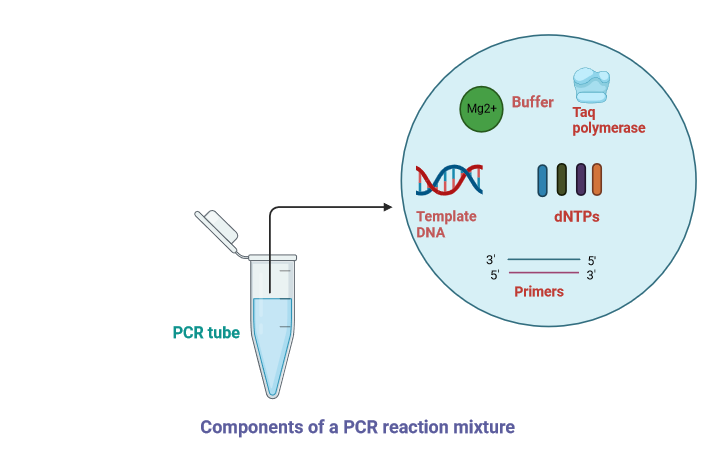 Mg2+
Buffer
Taq
polymerase
Template
DNA
dNTPs
3' 5'
5' 3'
Primers
PCR tube
Components of a PCR reaction mixture